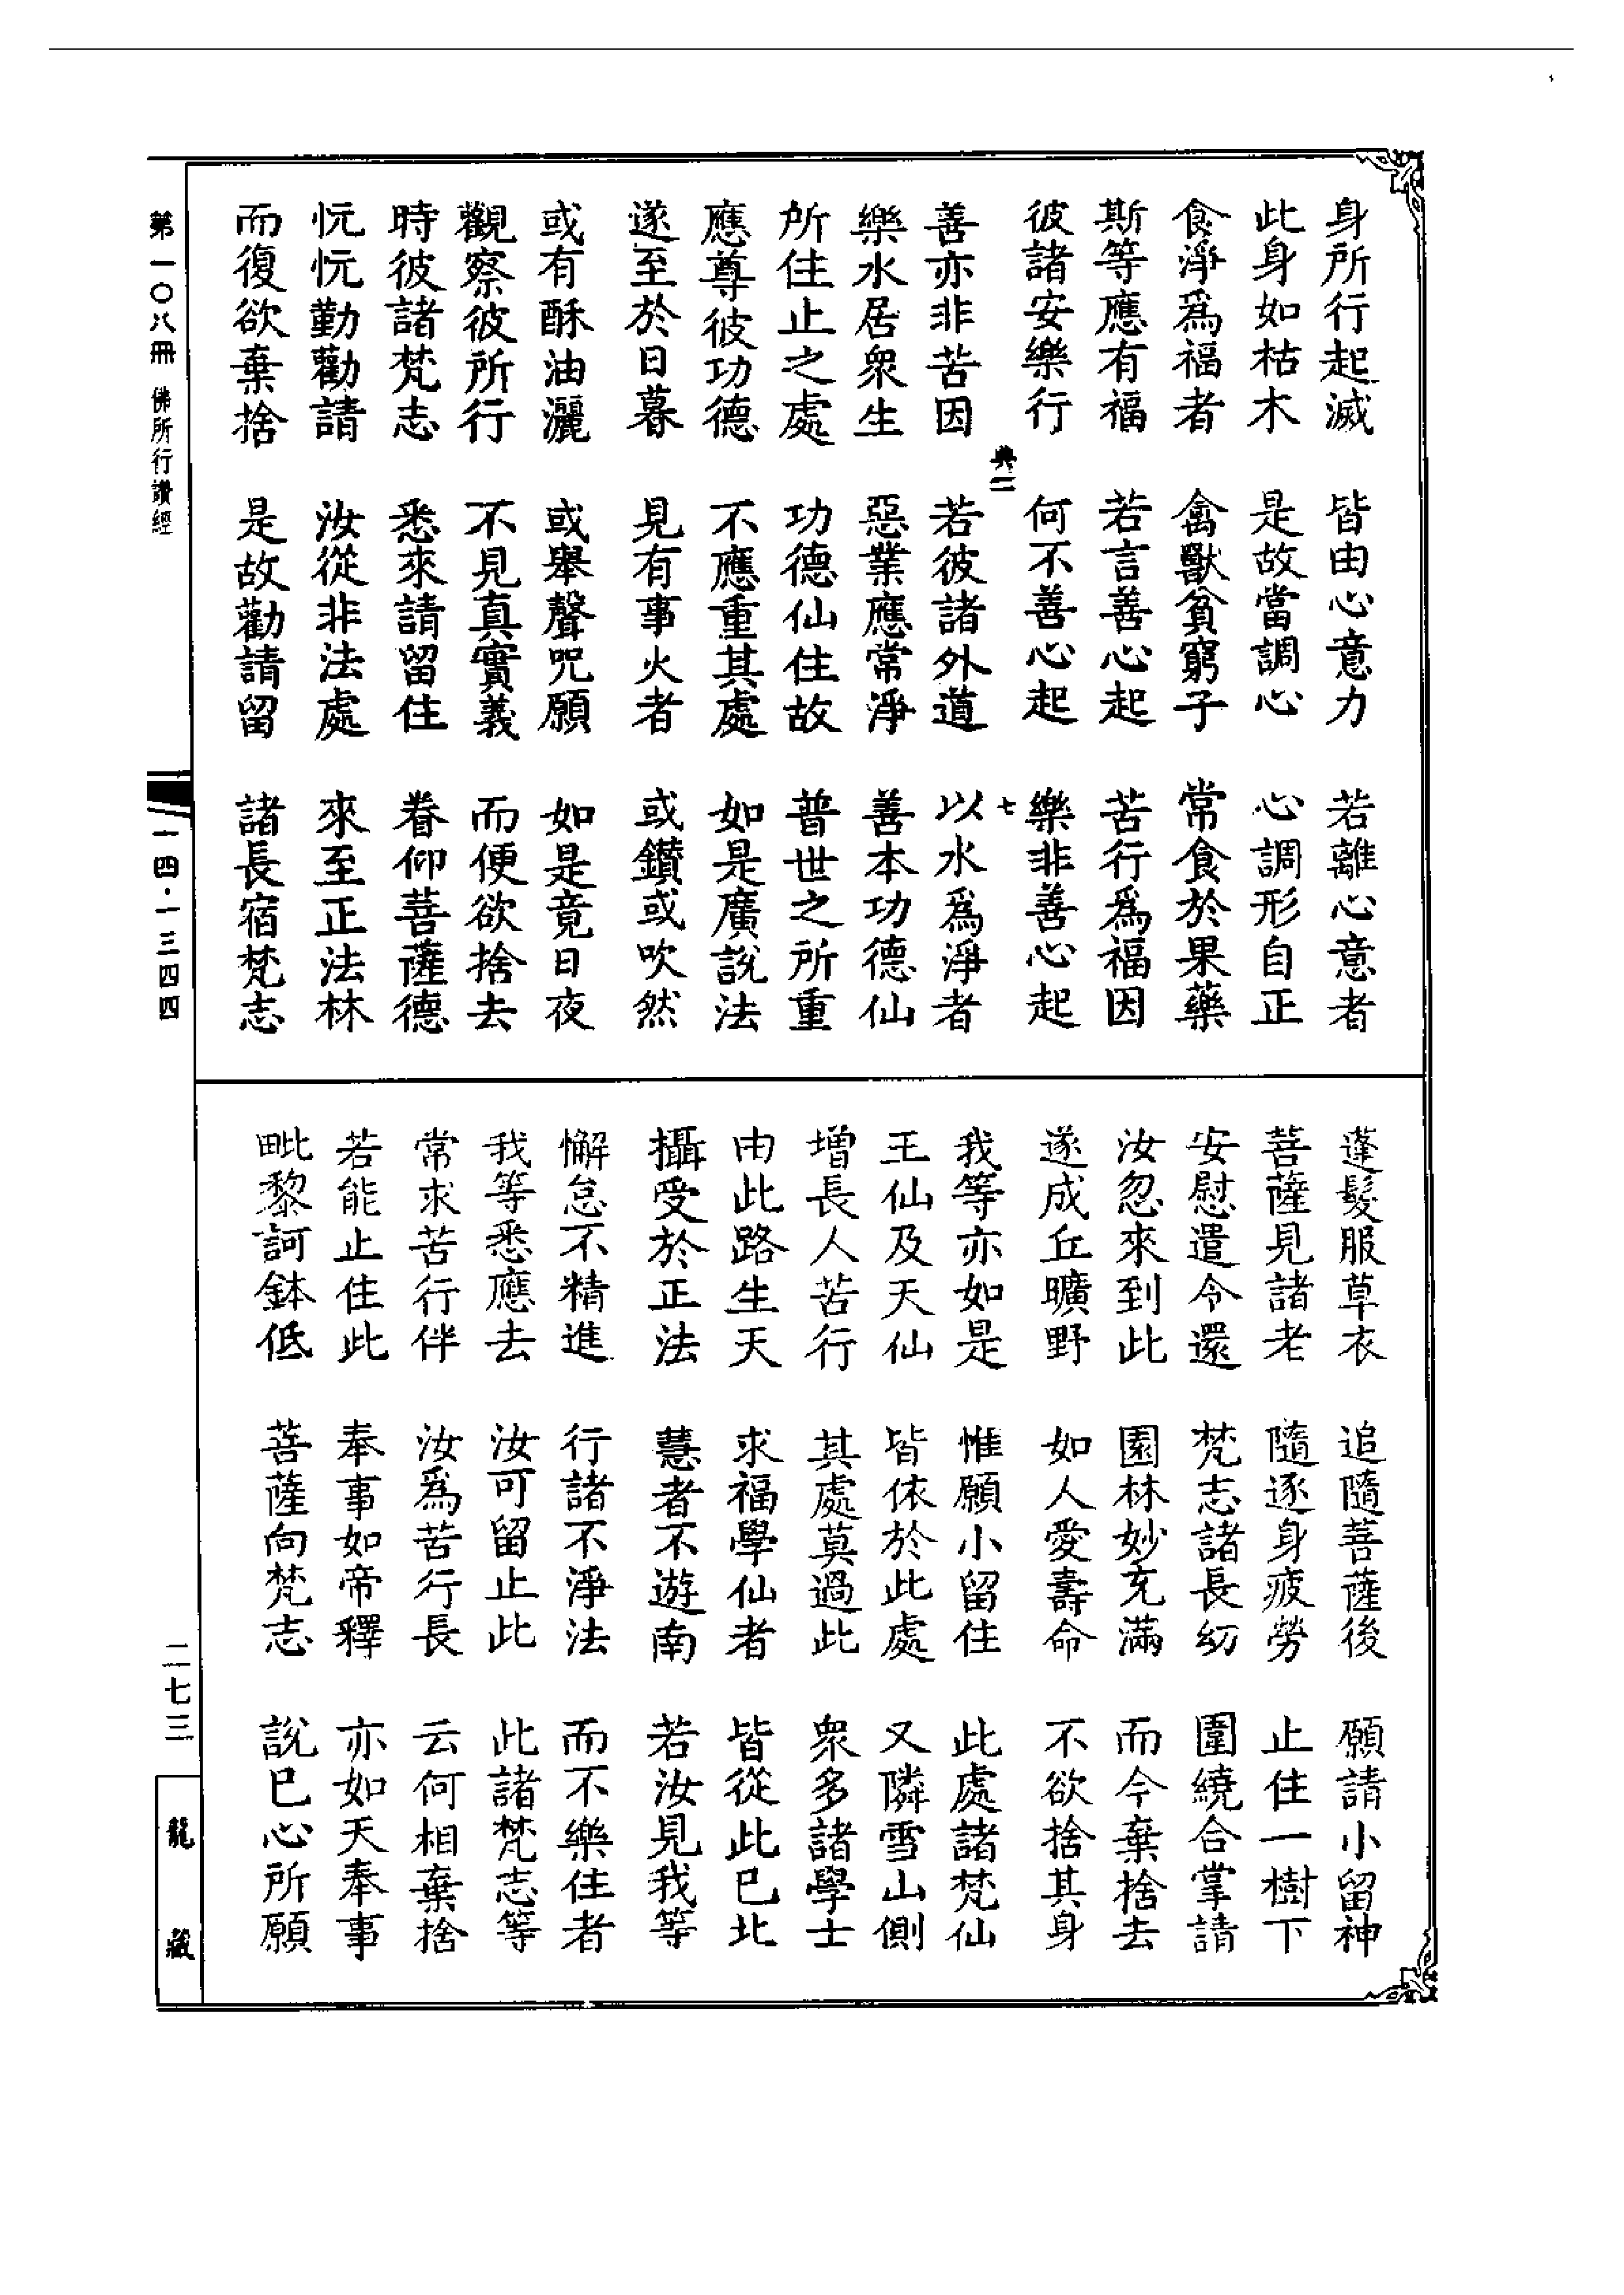 身所行起滅　皆由心意力　若離心意者
此身如枯木　是故當調心　心調形自正
食淨爲福者　禽獸貧窮子　常食於果藥
斯等應有福　若言善心起　苦行爲福因
彼諸安樂行　何不善心起　樂非善心起
典三　七
善亦非苦因　若彼諸外道　以水爲淨者
樂水居衆生　惡業應常淨　善本功德仙
所住止之處　功德仙住故　普世之所重
應尊彼功德　不應重其處　如是廣說法
遂至於日暮　見有事火者　或鑽或吹然
或有酥油灑　或舉聲咒願　如是竟日夜
觀察彼所行　不見真實義　而便欲捨去
時彼諸梵志　悉來請留住　眷仰菩薩德
忨忨勤勸請　汝從非法處　來至正法林
而復欲棄捨　是故勸請留　諸長宿梵志
蓬髮服草衣　追隨菩薩後　願請小留神
菩薩見諸老　隨逐身疲勞　止住一樹下
安慰遣令還　梵志諸長幼　圍繞合掌請
汝忽來到此　園林妙充滿　而今棄捨去
遂成丘曠野　如人愛壽命　不欲捨其身
我等亦如是　惟願小留住　此處諸梵仙
王仙及天仙　皆依於此處　又隣雪山側
增長人苦行　其處莫過此　衆多諸學士
由此路生天　求福學仙者　皆從此已北
攝受於正法　慧者不遊南　若汝見我等
懈怠不精進　行諸不淨法　而不樂住者
我等悉應去　汝可留止此　此諸梵志等
常求苦行伴　汝爲苦行長　云何相棄捨
若能止住此　奉事如帝釋　亦如天奉事
毗黎訶鉢低　菩薩向梵志　說已心所願
第一〇八冊　佛所行讚經
一四·一三四四
二七三
龍藏